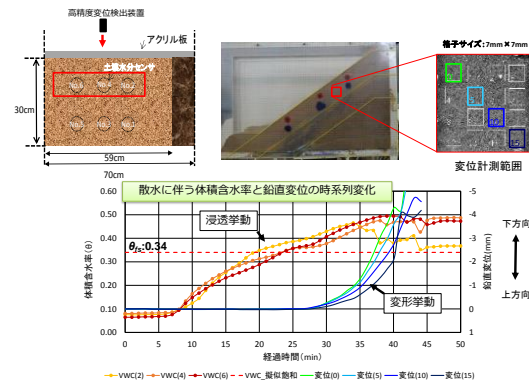 高精度変位検出装置
アクリル板
土壌水分センサ
30cm
59cm
70cm
格子サイズ:7mm×7mm
変位計測範囲
散水に伴う体積含水率と鉛直変位の時系列変化
浸透挙動
θfs:0.34
変形挙動
体積含水率(θ)
0.60
0.50
0.40
0.30
0.20
0.10
0.00
0 5 10 15 20 25 30 35 40 45 50
経過時間(min)
-5
-4
-3
-2
-1
0
1
鉛直変位(mm)
下方向
上方向
VWC(2) VWC(4) VWC(6) VWC_擬似飽和 変位(0) 変位(5) 変位(10) 変位(15)